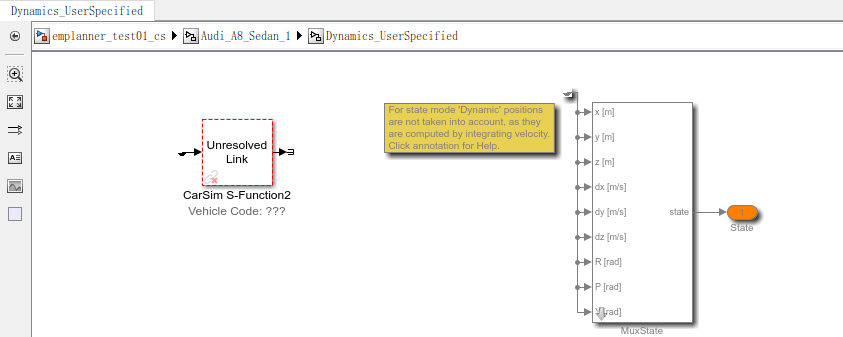 Dynamics_UserSpecified
emplanner_test01_cs Audi_A8_Sedan_1 Dynamics_UserSpecified
For state mode 'Dynamic' positions
are not taken into account, as they
are computed by integrating velocity.
Click annotation for Help.
Unresolved
Link
CarSim S-Function2
Vehicle Code: ???
x [m]
y [m]
z [m]
dx [m/s]
dy [m/s]
dz [m/s]
R [rad]
P [rad]
Y [rad]
state
1
State
MuxState
A≡